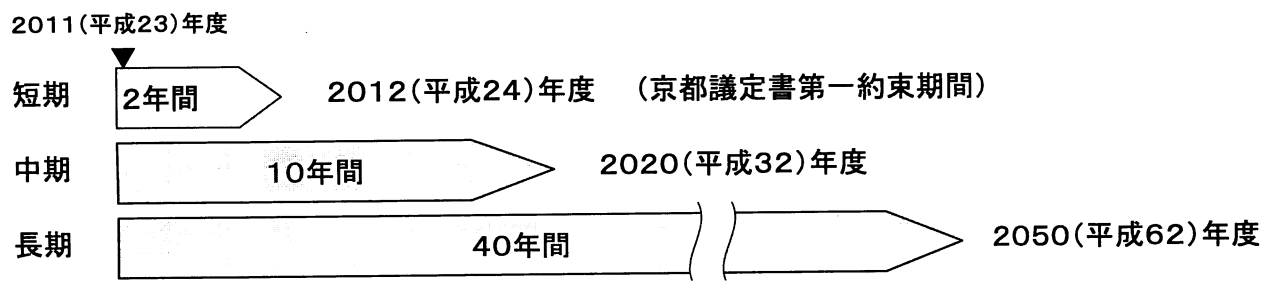 2011(平成23)年度
短期 2年間 2012(平成24)年度 (京都議定書第一約束期間)
中期 10年間 2020(平成32)年度
長期 40年間 2050(平成62)年度